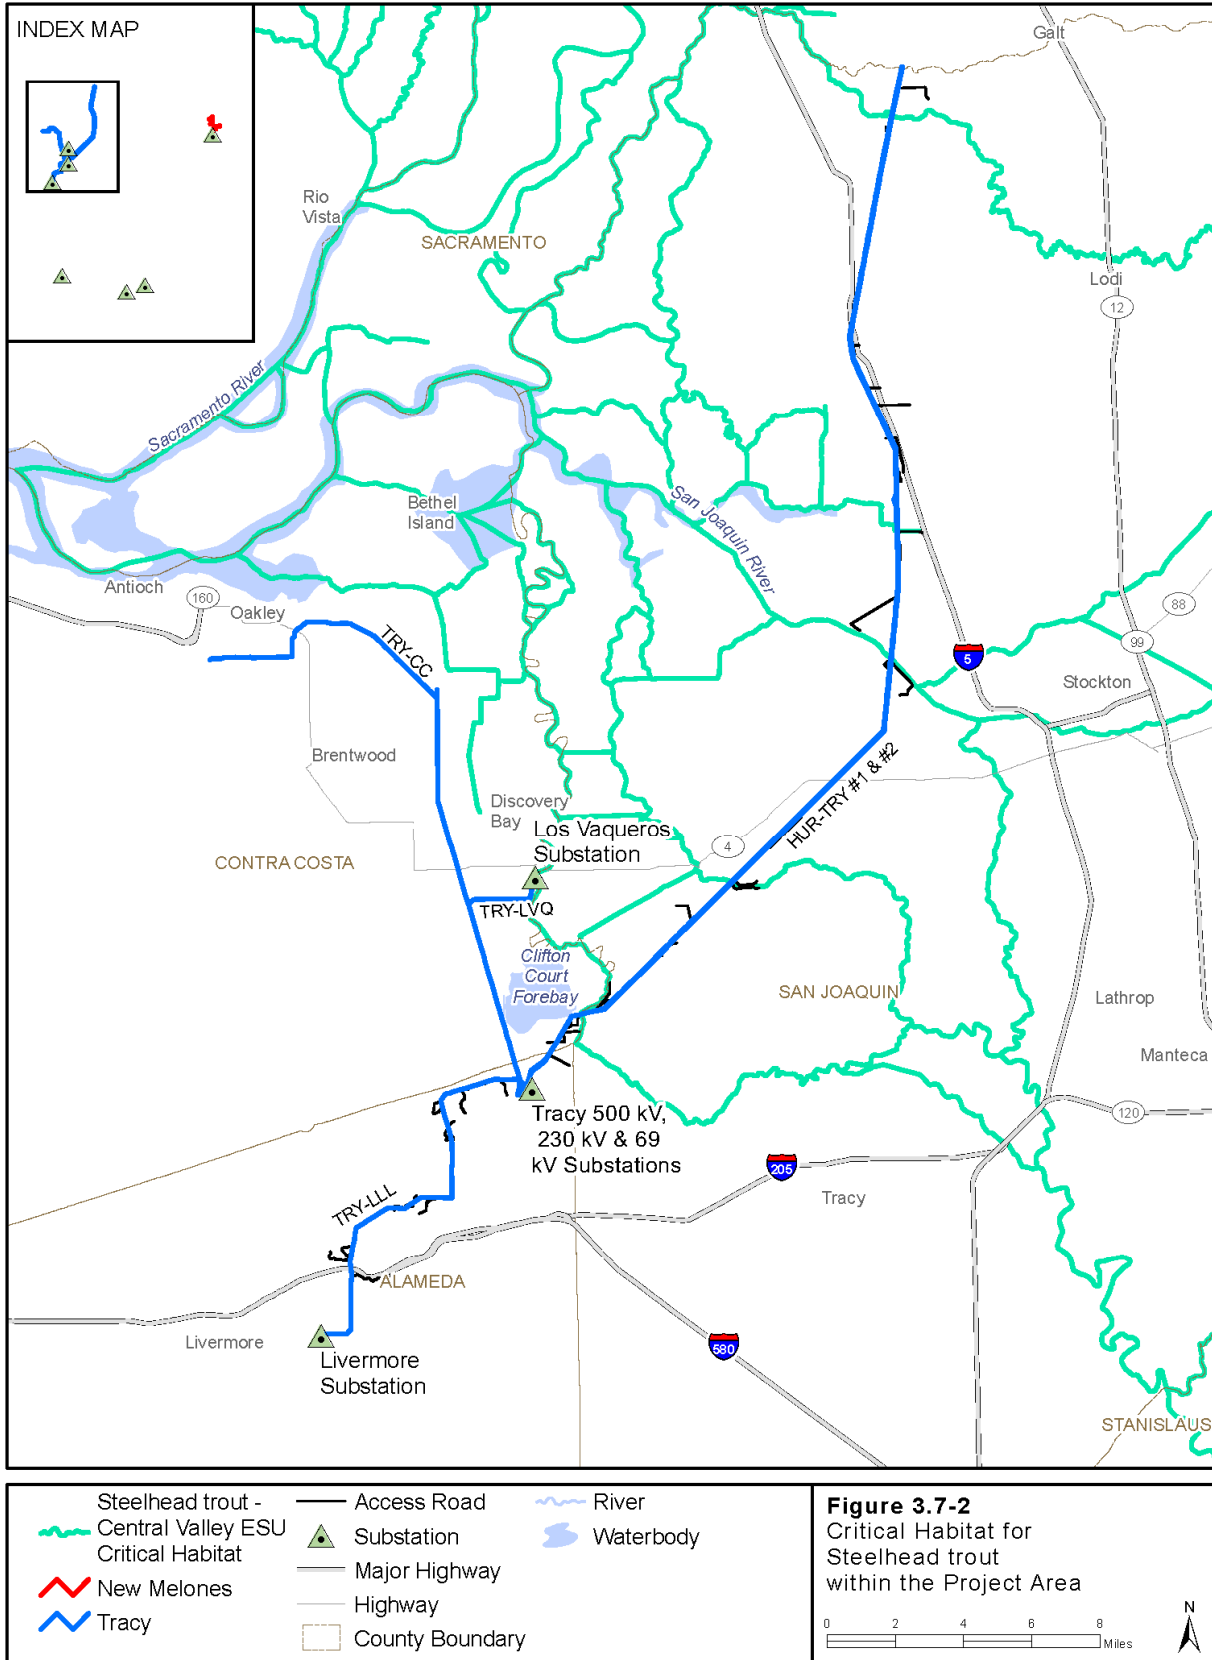 INDEX MAP
Galt
Rio
Vista
SACRAMENTO
Lodi
12
Sacramento River
Bethel
Island
San Joaquin River
Antioch
160
Oakley
88
99
TRY-CC
5
Stockton
Brentwood
HUR-TRY #1 & #2
Discovery
Bay
Los Vaqueros
Substation
4
CONTRA COSTA
TRY-LVQ
Clifton
Court
Forebay
SAN JOAQUIN
Lathrop
Manteca
Tracy 500 kV,
230 kV & 69
kV Substations
120
205
Tracy
TRY-LLL
ALAMEDA
Livermore
580
Livermore
Substation
STANISLAUS
Steelhead trout -
Central Valley ESU
Critical Habitat
New Melones
Tracy
Access Road
Substation
Major Highway
Highway
County Boundary
River
Waterbody
Figure 3.7-2
Critical Habitat for
Steelhead trout
within the Project Area
0 2 4 6 8
Miles
N